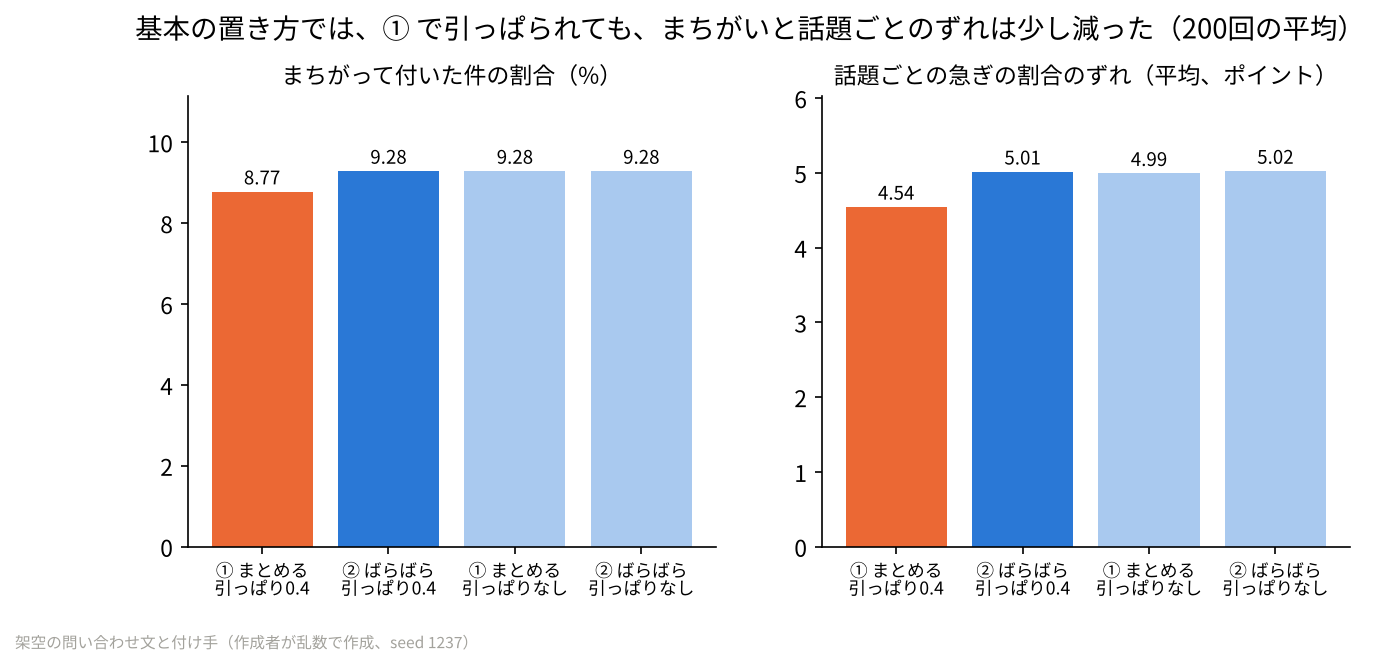 基本の置き方では、① で引っぱられても、まちがいと話題ごとのずれは少し減った（200回の平均）
まちがって付いた件の割合（%）
10
8
6
4
2
0
8.77
9.28
9.28
9.28
① まとめる
引っぱり0.4
② ばらばら
引っぱり0.4
① まとめる
引っぱりなし
② ばらばら
引っぱりなし
話題ごとの急ぎの割合のずれ（平均、ポイント）
6
5
4
3
2
1
0
4.54
5.01
4.99
5.02
① まとめる
引っぱり0.4
② ばらばら
引っぱり0.4
① まとめる
引っぱりなし
② ばらばら
引っぱりなし
架空の問い合わせ文と付け手（作成者が乱数で作成、seed 1237）